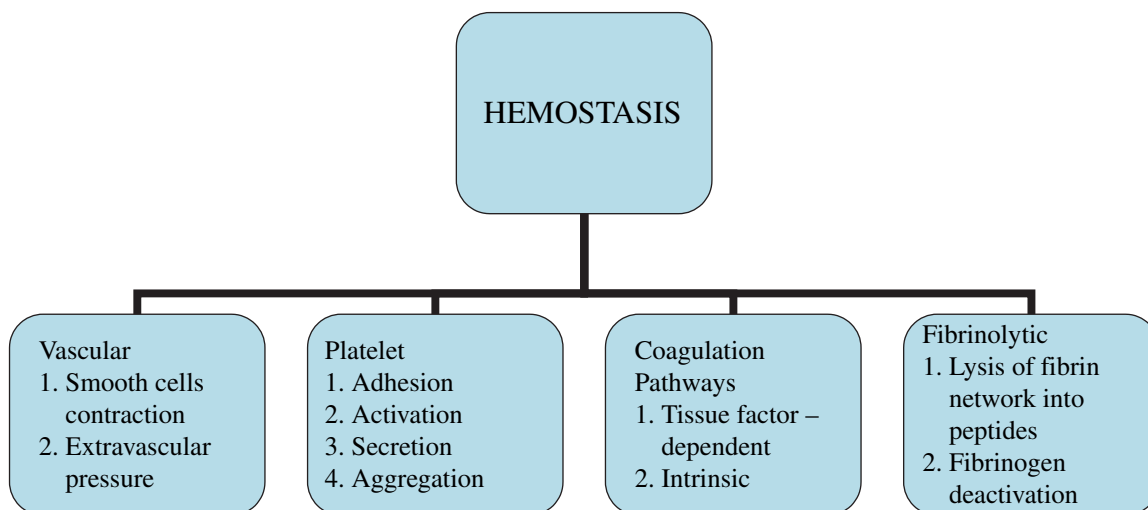 HEMOSTASIS
Vascular
1. Smooth cells
contraction
2. Extravascular
pressure
Platelet
1. Adhesion
2. Activation
3. Secretion
4. Aggregation
Coagulation
Pathways
1. Tissue factor –
dependent
2. Intrinsic
Fibrinolytic
1. Lysis of fibrin
network into
peptides
2. Fibrinogen
deactivation